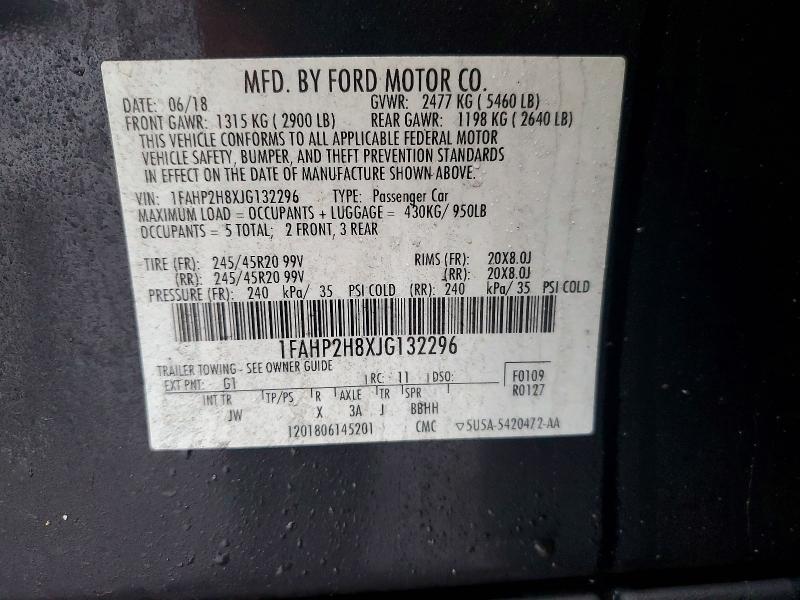 MFD. BY FORD MOTOR CO.
DATE: 06/18 GVWR: 2477 KG ( 5460 LB)
FRONT GAWR: 1315 KG ( 2900 LB) REAR GAWR: 1198 KG ( 2640 LB)
THIS VEHICLE CONFORMS TO ALL APPLICABLE FEDERAL MOTOR
VEHICLE SAFETY, BUMPER, AND THEFT PREVENTION STANDARDS
IN EFFECT ON THE DATE OF MANUFACTURE SHOWN ABOVE.
VIN: 1FAHP2H8XJG132296 TYPE: Passenger Car
MAXIMUM LOAD = OCCUPANTS + LUGGAGE = 430KG/ 950LB
OCCUPANTS = 5 TOTAL; 2 FRONT, 3 REAR
TIRE (FR): 245/45R20 99V RIMS (FR): 20X8.0J
(RR): 245/45R20 99V (RR): 20X8.0J
PRESSURE (FR): 240 kPa/ 35 PSI COLD (RR): 240 kPa/ 35 PSI COLD
1FAHP2H8XJG132296
TRAILER TOWING - SEE OWNER GUIDE
EXT PNT: G1 RC: 11 DSO: F0109
INT TR TP/PS R AXLE TR SPR R0127
JW X 3A J BBHH
1201806145201 CMC ▽5U5A-5420472-AA